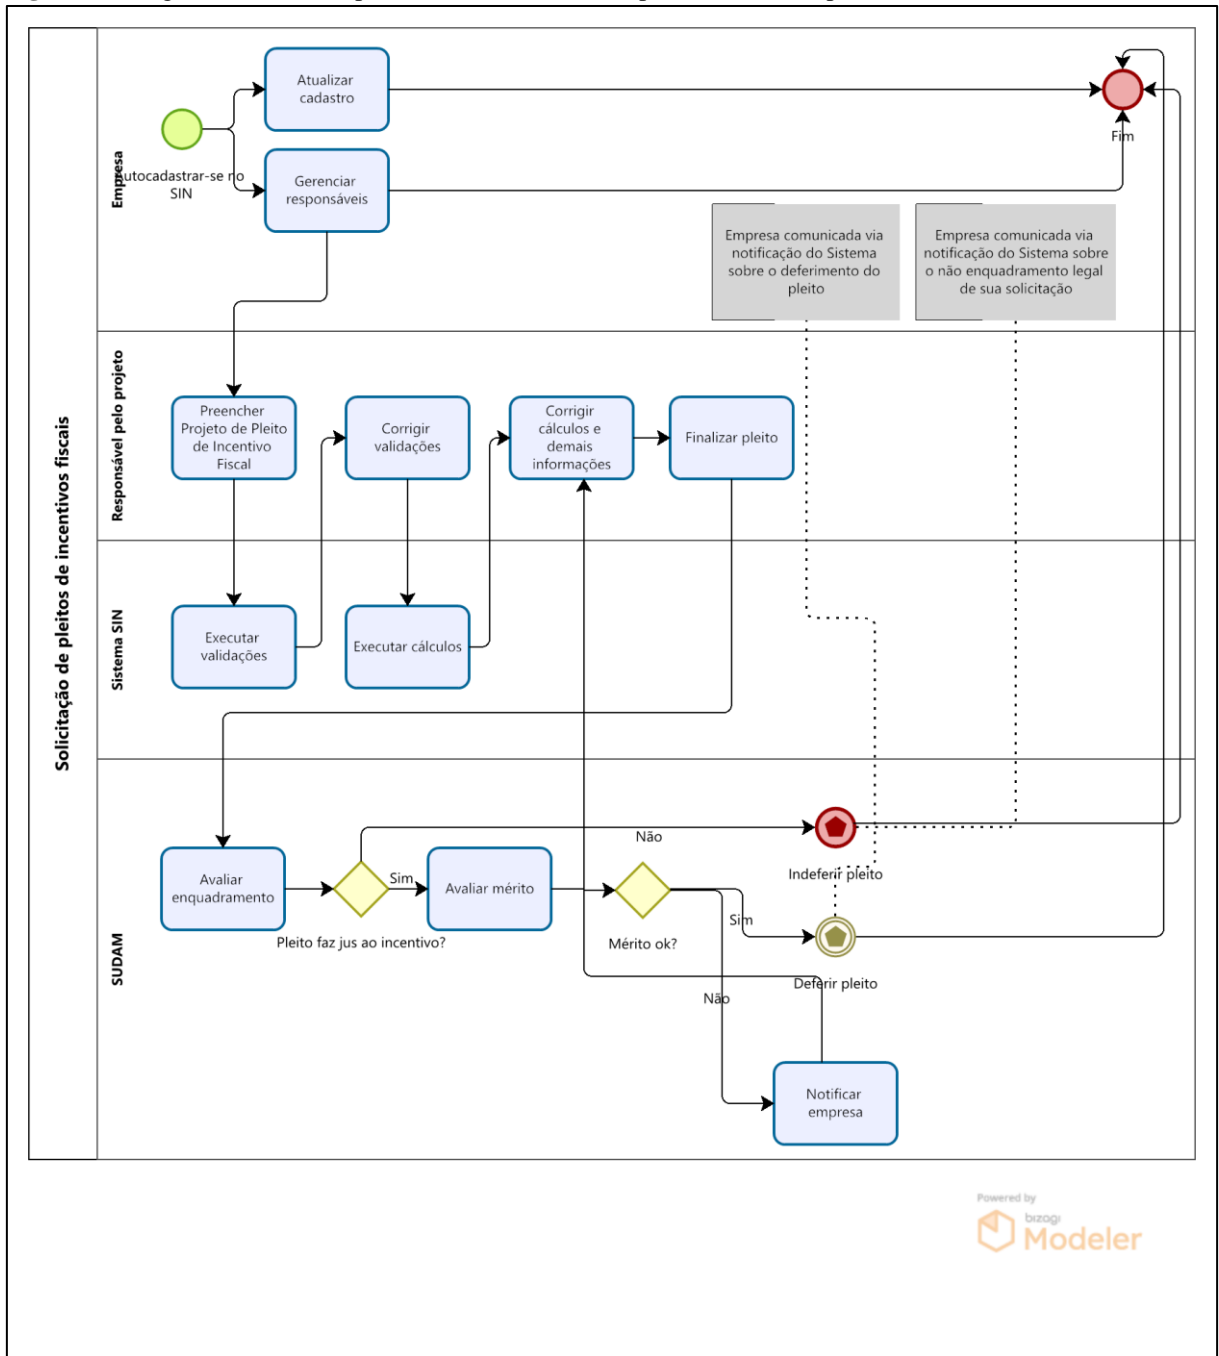 Solicitação de pleitos de incentivos fiscais
Empresa
Autocadastrar-se no
SIN
Atualizar
cadastro
Gerenciar
responsáveis
Fim
Empresa comunicada via
notificação do Sistema
sobre o deferimento do
pleito
Empresa comunicada via
notificação do Sistema sobre
o não enquadramento legal
de sua solicitação
Responsável pelo projeto
Preencher
Projeto de Pleito
de Incentivo
Fiscal
Corrigir
validações
Corrigir
cálculos e
demais
informações
Finalizar pleito
Sistema SIN
Executar
validações
Executar cálculos
SUDAM
Avaliar
enquadramento
Pleito faz jus ao incentivo?
Não
Sim
Avaliar mérito
Mérito ok?
Sim
Não
Indeferir pleito
Deferir pleito
Notificar
empresa
Powered by
bizagi
Modeler